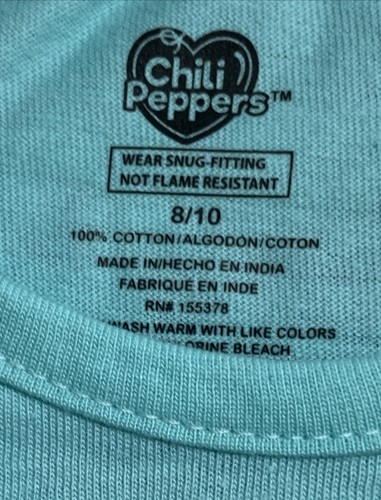 Chili
Peppers™
WEAR SNUG-FITTING
NOT FLAME RESISTANT
8/10
100% COTTON/ALGODÓN/COTON
MADE IN/HECHO EN INDIA
FABRIQUÉ EN INDE
RN# 155378
WASH WARM WITH LIKE COLORS
BLEACH